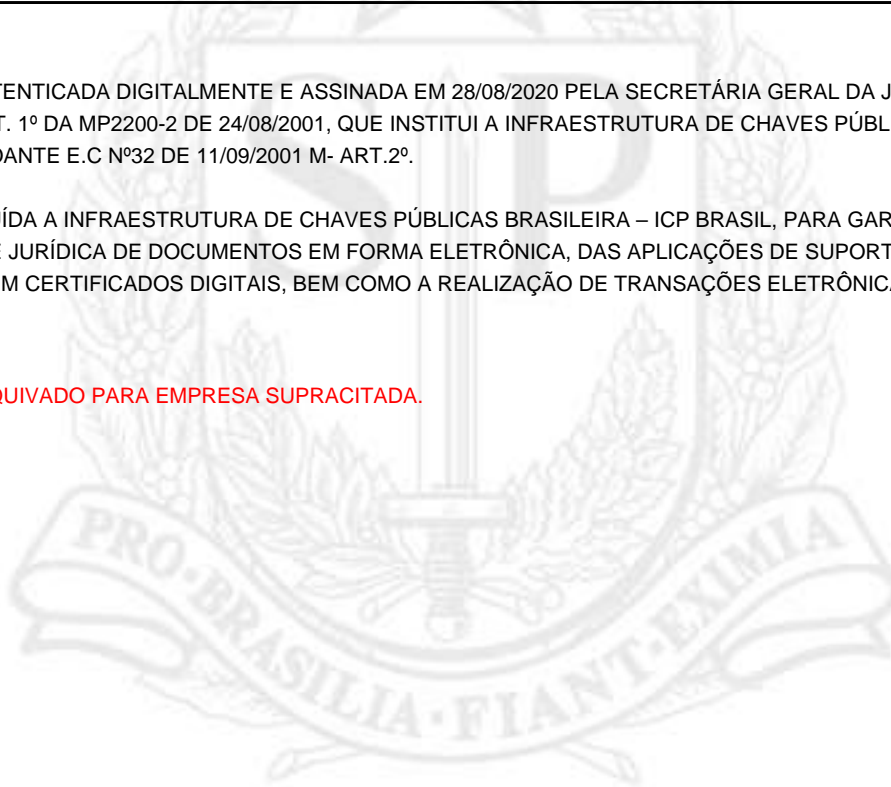 TENTICADA DIGITALMENTE E ASSINADA EM 28/08/2020 PELA SECRETÁRIA GERAL DA J
T. 1º DA MP2200-2 DE 24/08/2001, QUE INSTITUI A INFRAESTRUTURA DE CHAVES PÚBL
DANTE E.C Nº32 DE 11/09/2001 M- ART.2º.
UÍDA A INFRAESTRUTURA DE CHAVES PÚBLICAS BRASILEIRA – ICP BRASIL, PARA GAR
E JURÍDICA DE DOCUMENTOS EM FORMA ELETRÔNICA, DAS APLICAÇÕES DE SUPORT
M CERTIFICADOS DIGITAIS, BEM COMO A REALIZAÇÃO DE TRANSAÇÕES ELETRÔNICA
QUIVADO PARA EMPRESA SUPRACITADA.
SP
PRO·BRASILIA·FIANT·EXIMIA